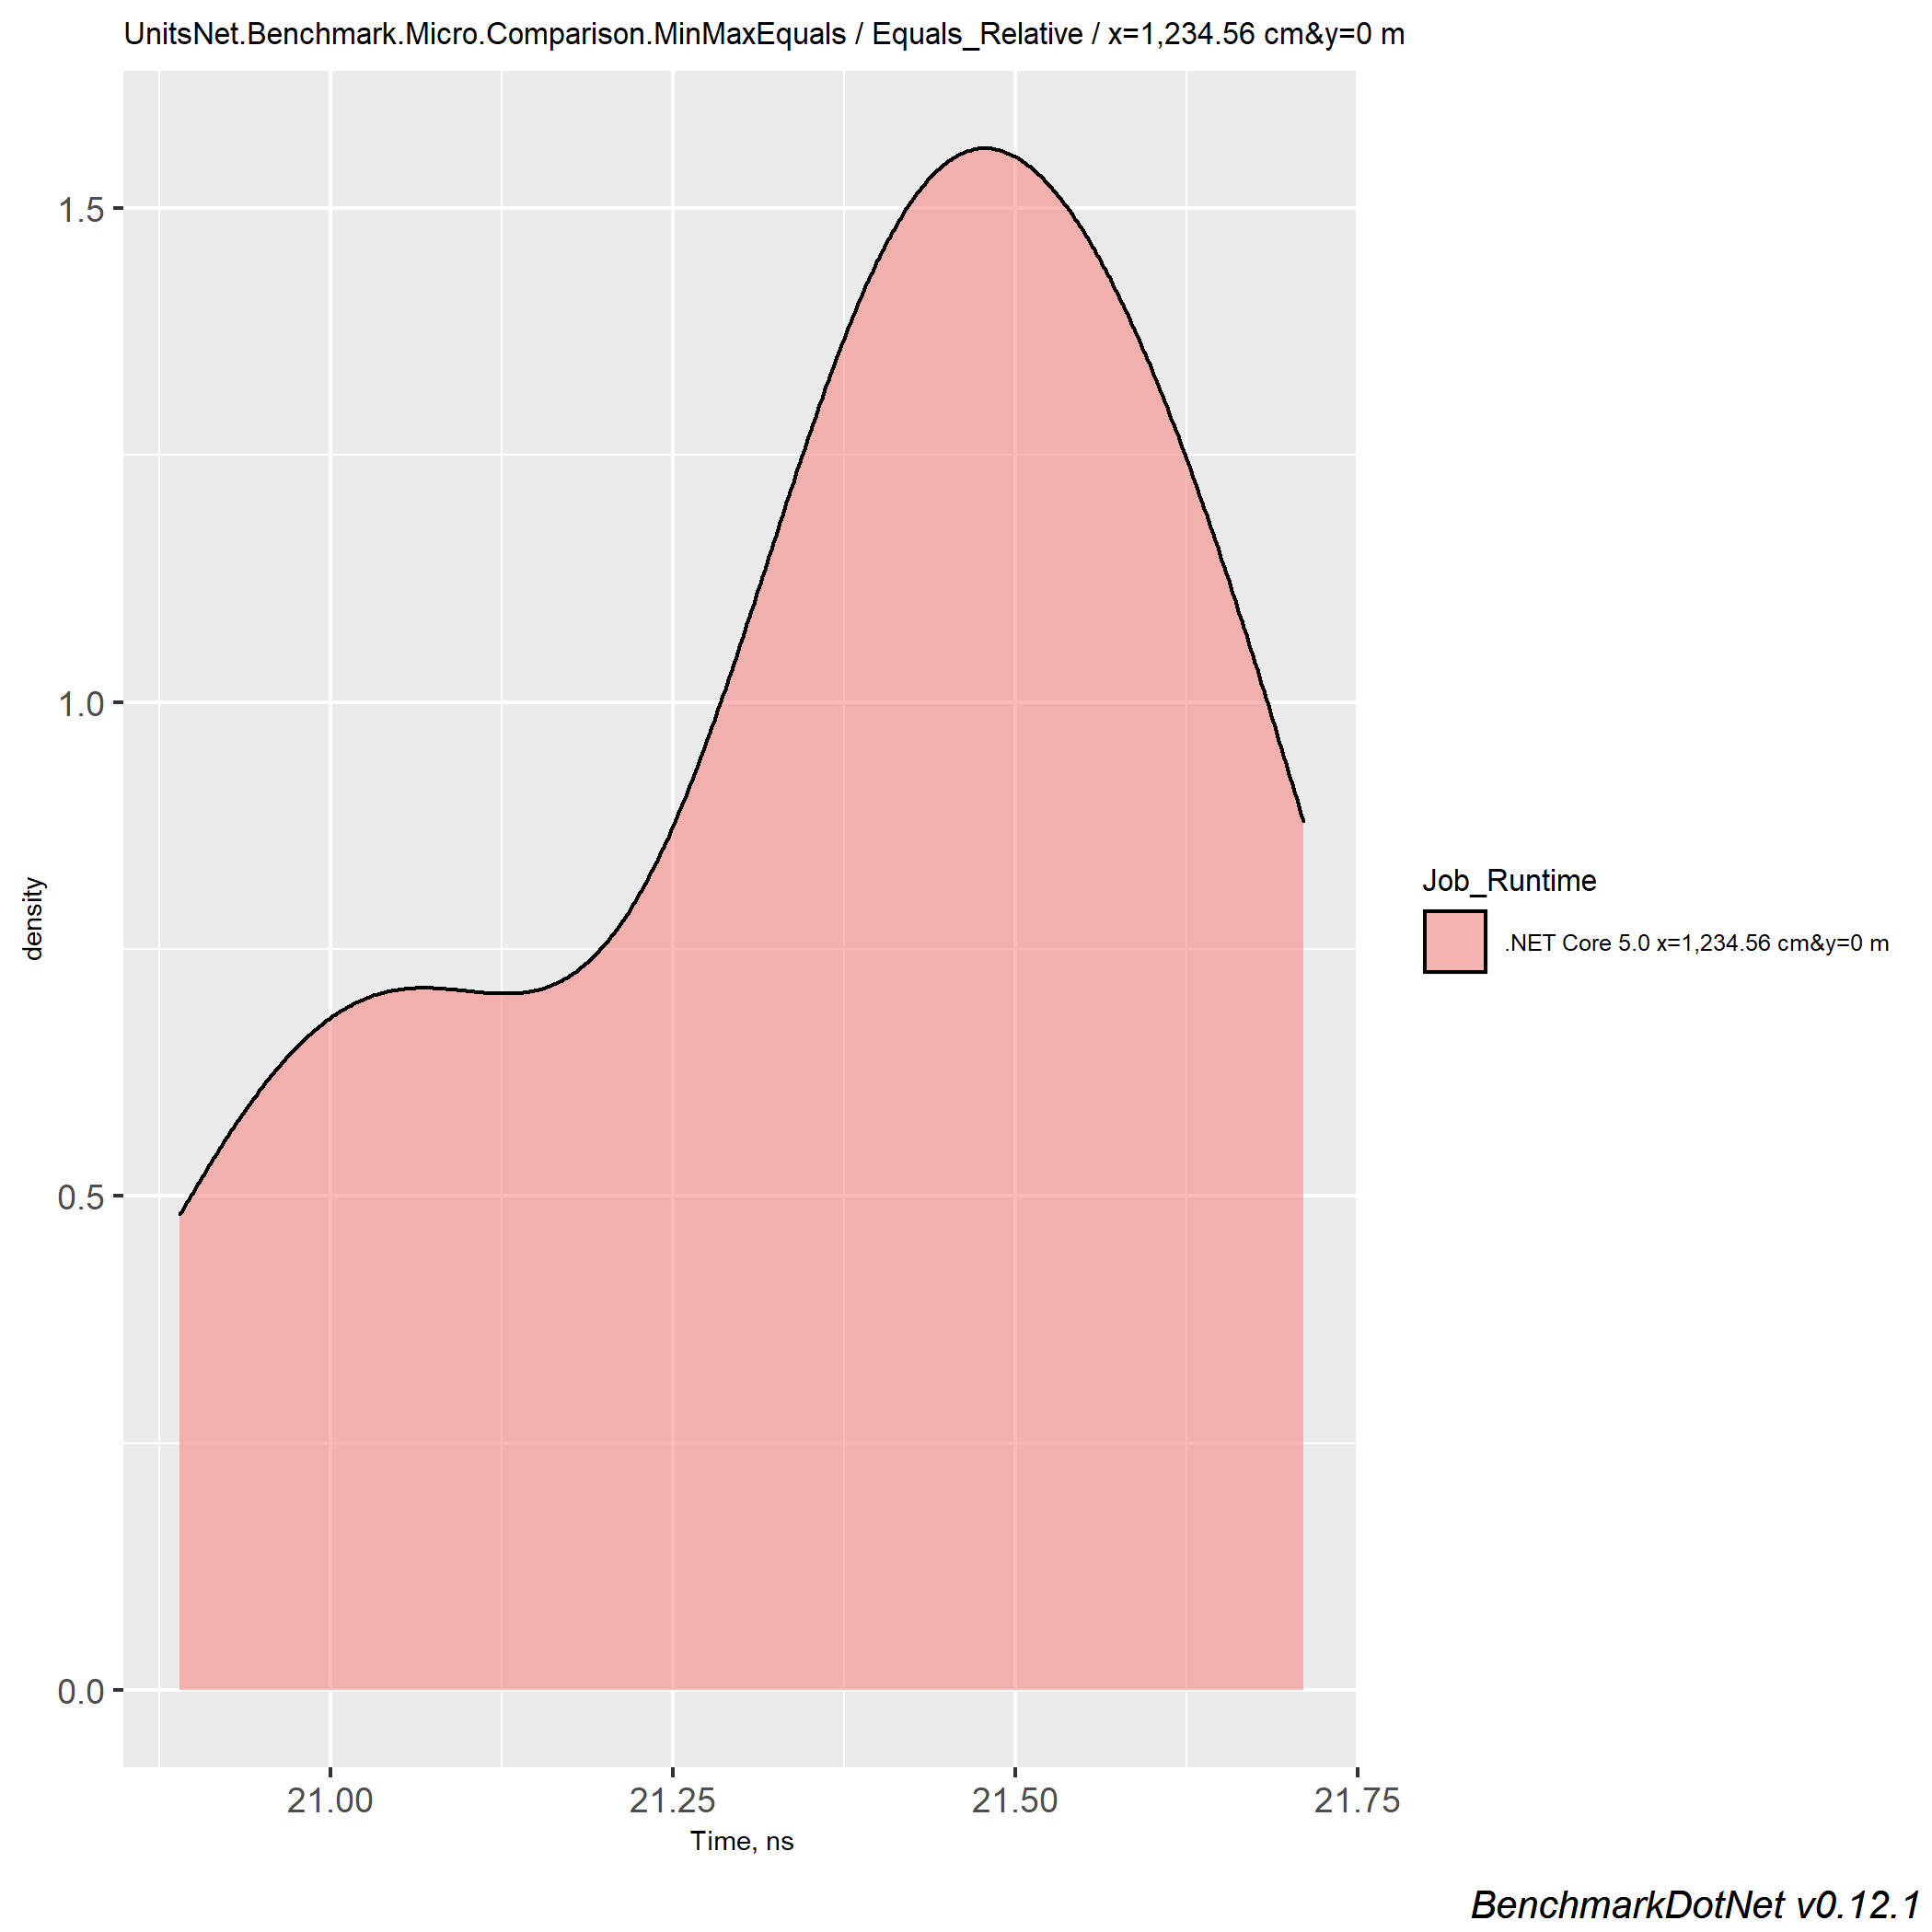 UnitsNet.Benchmark.Micro.Comparison.MinMaxEquals / Equals_Relative / x=1,234.56 cm&y=0 m
1.5
1.0
0.5
0.0
density
21.00 21.25 21.50 21.75
Time, ns
Job_Runtime
.NET Core 5.0 x=1,234.56 cm&y=0 m
BenchmarkDotNet v0.12.1